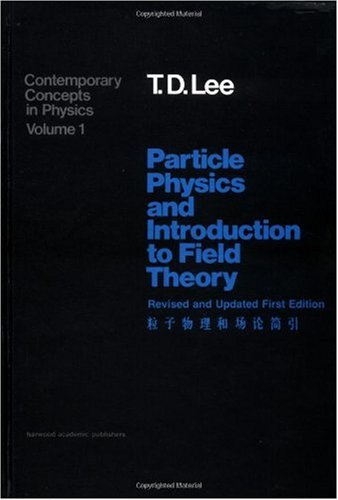 Copyrighted Material
Contemporary
Concepts
in Physics
Volume 1
T.D. Lee
Particle
Physics
and
Introduction
to Field
Theory
Revised and Updated First Edition
粒子物理和场论简引
harwood academic publishers
Copyrighted Material